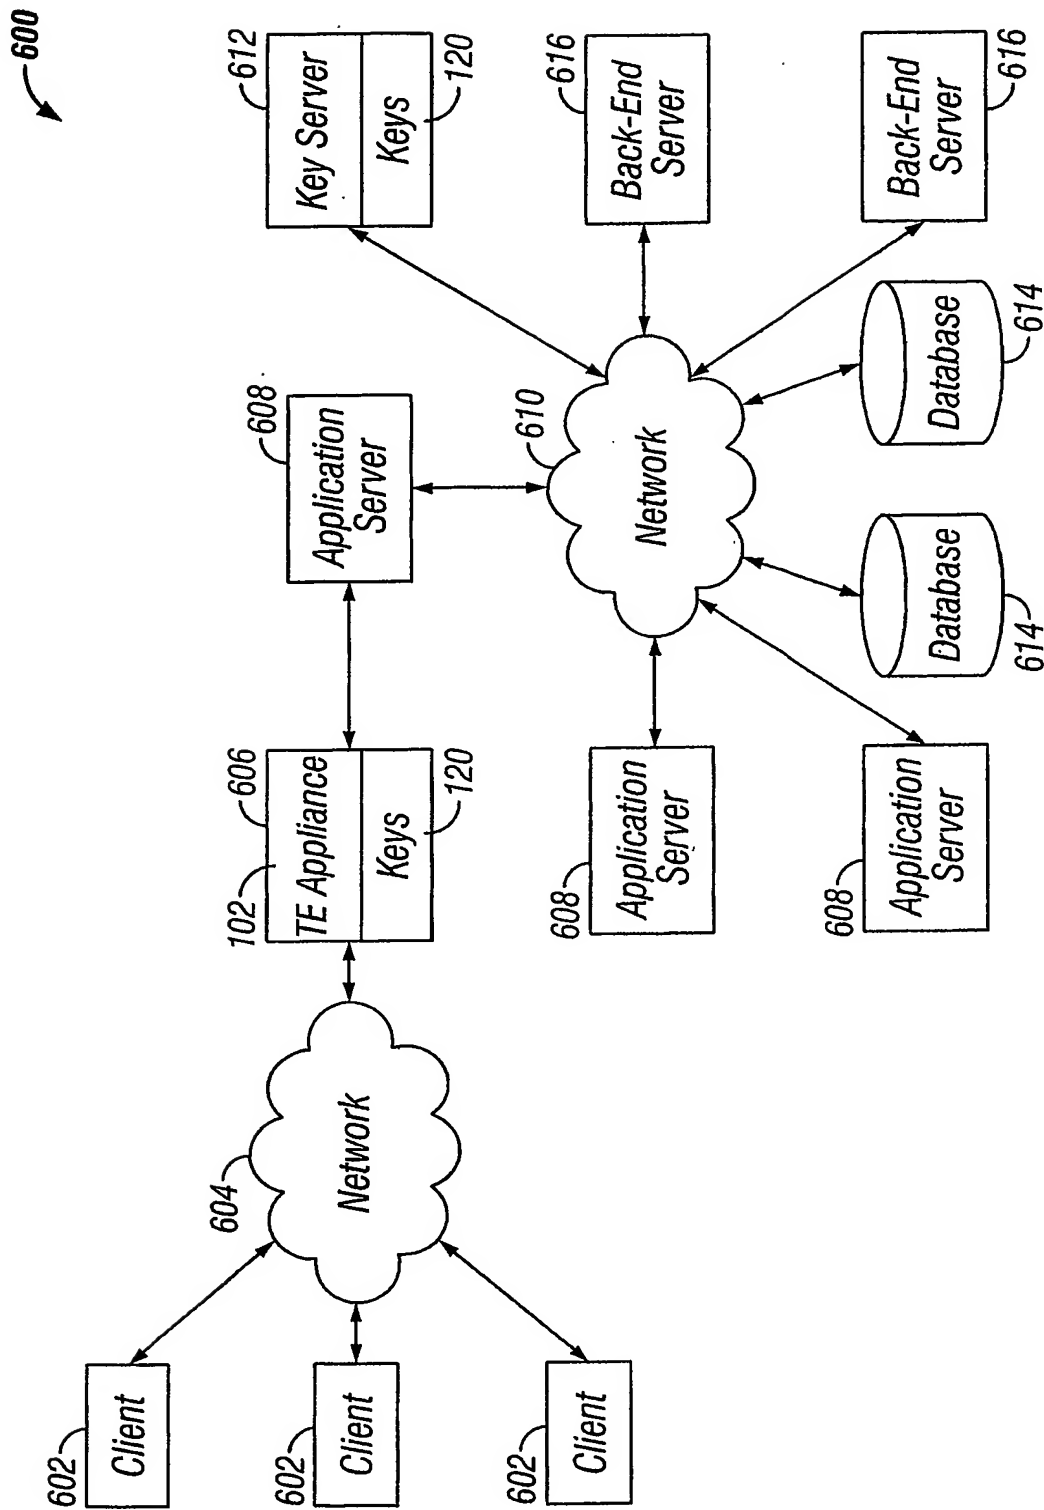 600
602
Client
602
Client
602
Client
604
Network
102
606
TE Appliance
Keys
120
608
Application
Server
612
Key Server
Keys
120
608
Application
Server
608
Application
Server
610
Network
616
Back-End
Server
616
Back-End
Server
Database
614
Database
614